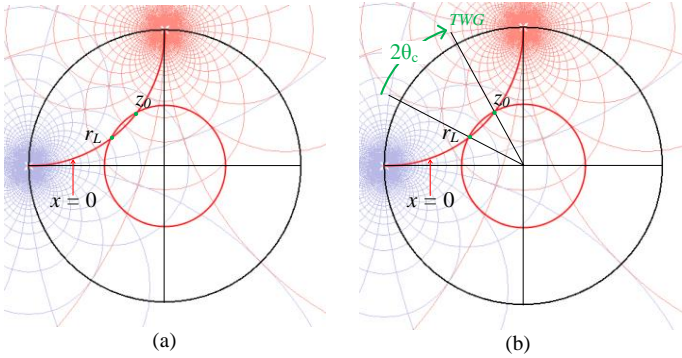 z0
rL
x = 0
(a)
TWG
2θc
z0
rL
x = 0
(b)